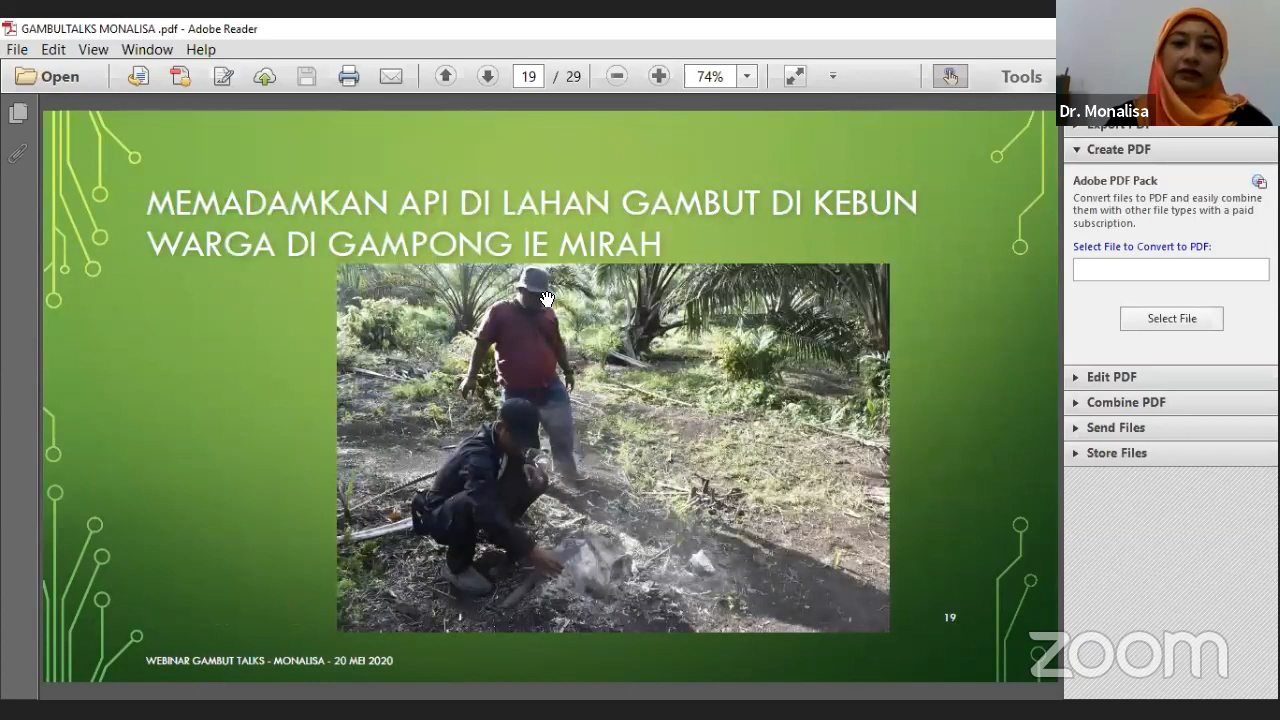 GAMBULTALKS MONALISA .pdf - Adobe Reader
File Edit View Window Help
Open 19 / 29 74% Tools
Dr. Monalisa
Export PDF
Create PDF
Adobe PDF Pack
Convert files to PDF and easily combine
them with other file types with a paid
subscription.
Select File to Convert to PDF:
Select File
Edit PDF
Combine PDF
Send Files
Store Files
MEMADAMKAN API DI LAHAN GAMBUT DI KEBUN
WARGA DI GAMPONG IE MIRAH
19
WEBINAR GAMBUT TALKS - MONALISA - 20 MEI 2020
zoom